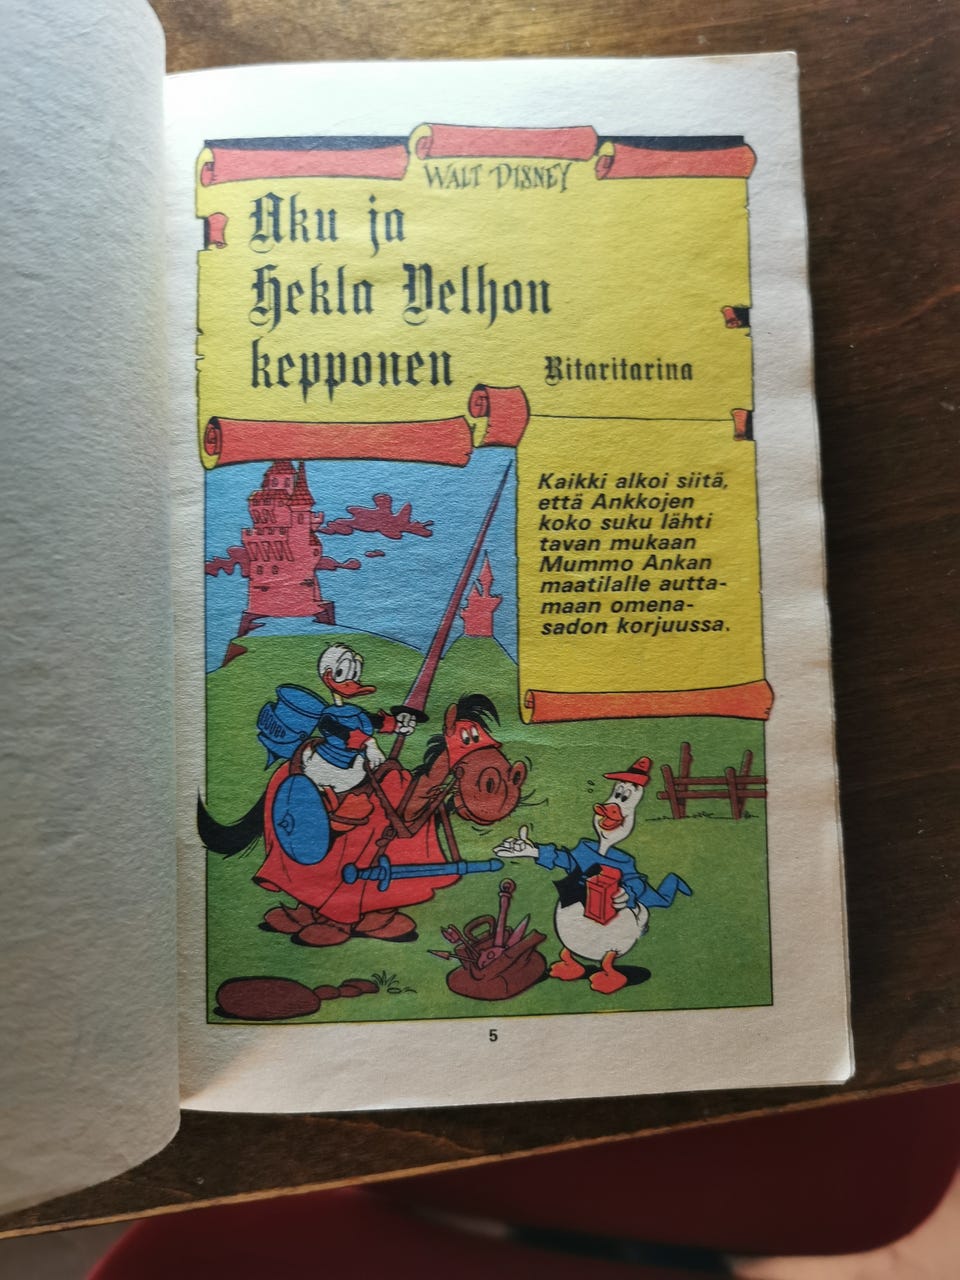 WALT DISNEY
Aku ja
Hekla Velhon
kepponen
Ritaritarina
Kaikki alkoi siitä,
että Ankkojen
koko suku lähti
tavan mukaan
Mummo Ankan
maatilalle autta-
maan omena-
sadon korjuussa.
5